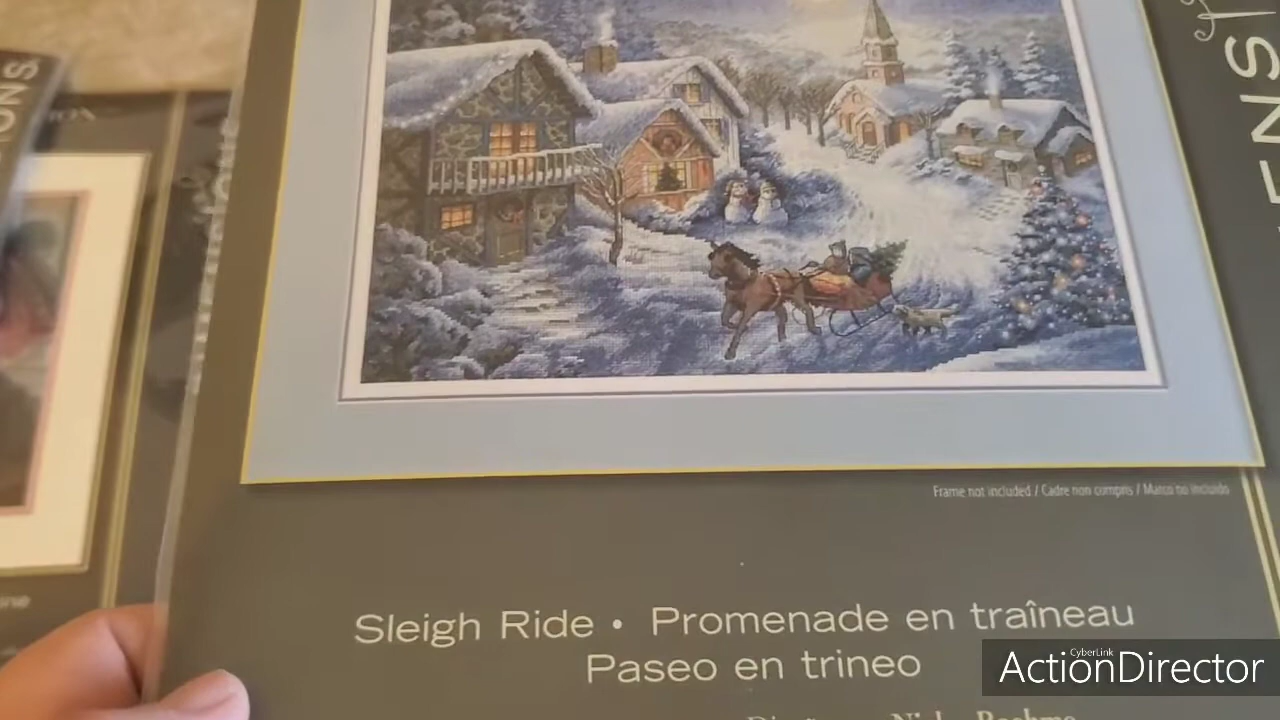 Frame not included / Cadre non compris / Marco no incluido
Sleigh Ride • Promenade en traîneau
Paseo en trineo
CyberLink
ActionDirector